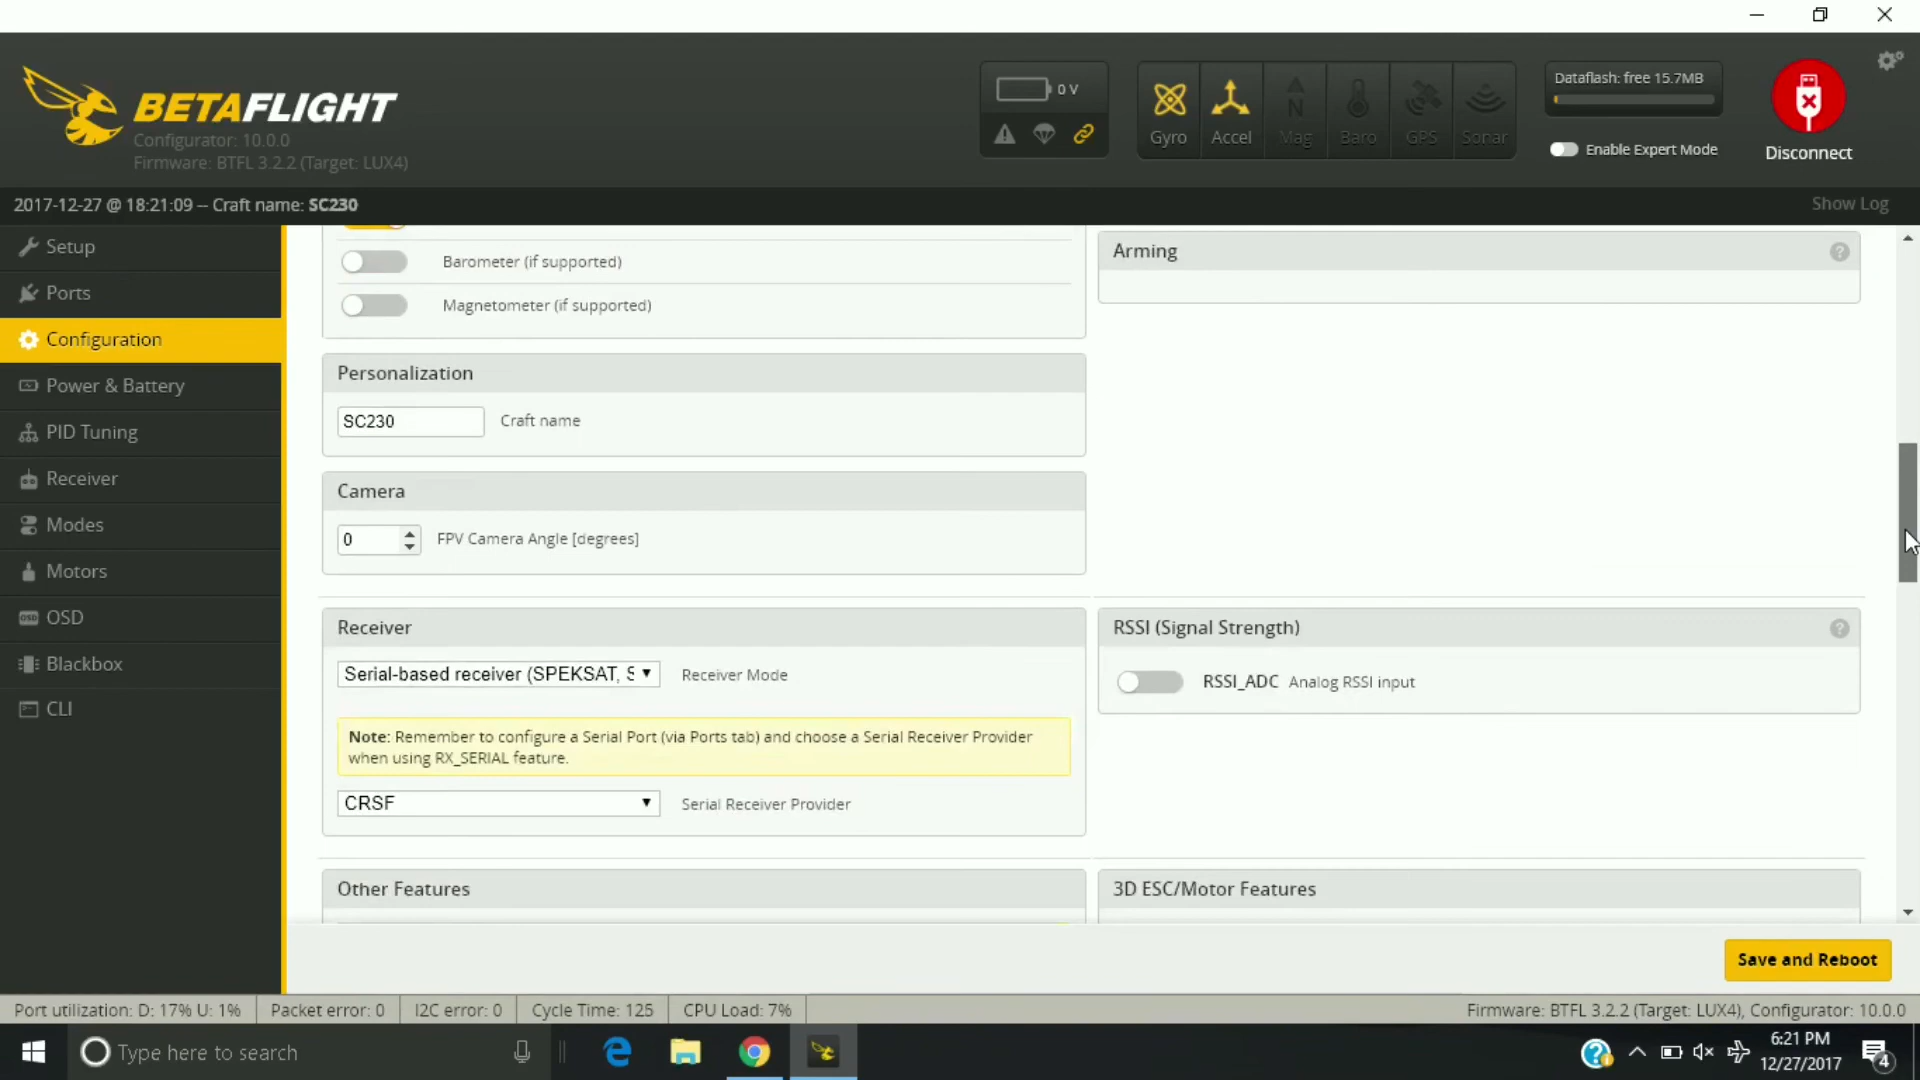 BETAFLIGHT
Configurator: 10.0.0
Firmware: BTFL 3.2.2 (Target: LUX4)
0 V
Gyro
Accel
Mag
Baro
GPS
Sonar
Dataflash: free 15.7MB
Enable Expert Mode
Disconnect
2017-12-27 @ 18:21:09 -- Craft name: SC230
Show Log
Setup
Ports
Configuration
Power & Battery
PID Tuning
Receiver
Modes
Motors
OSD
Blackbox
CLI
Barometer (if supported)
Magnetometer (if supported)
Arming
Personalization
SC230 Craft name
Camera
0 FPV Camera Angle [degrees]
Receiver
Serial-based receiver (SPEKSAT, S Receiver Mode
Note: Remember to configure a Serial Port (via Ports tab) and choose a Serial Receiver Provider
when using RX_SERIAL feature.
CRSF Serial Receiver Provider
RSSI (Signal Strength)
RSSI_ADC Analog RSSI input
Other Features
3D ESC/Motor Features
Save and Reboot
Port utilization: D: 17% U: 1% Packet error: 0 I2C error: 0 Cycle Time: 125 CPU Load: 7% Firmware: BTFL 3.2.2 (Target: LUX4), Configurator: 10.0.0
Type here to search
6:21 PM
12/27/2017
4